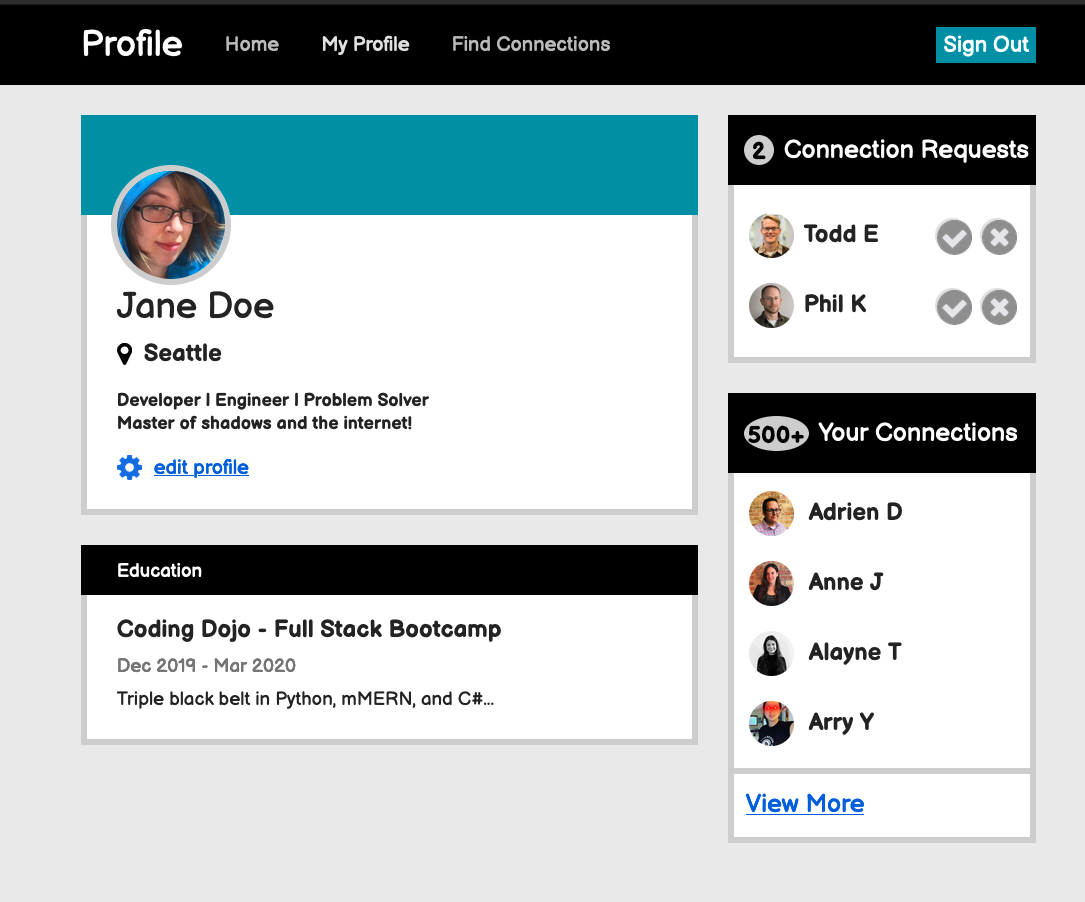 Profile
Home
My Profile
Find Connections
Sign Out
Jane Doe
Seattle
Developer | Engineer | Problem Solver
Master of shadows and the internet!
edit profile
Education
Coding Dojo - Full Stack Bootcamp
Dec 2019 - Mar 2020
Triple black belt in Python, mMERN, and C#...
2 Connection Requests
Todd E
Phil K
500+ Your Connections
Adrien D
Anne J
Alayne T
Arry Y
View More